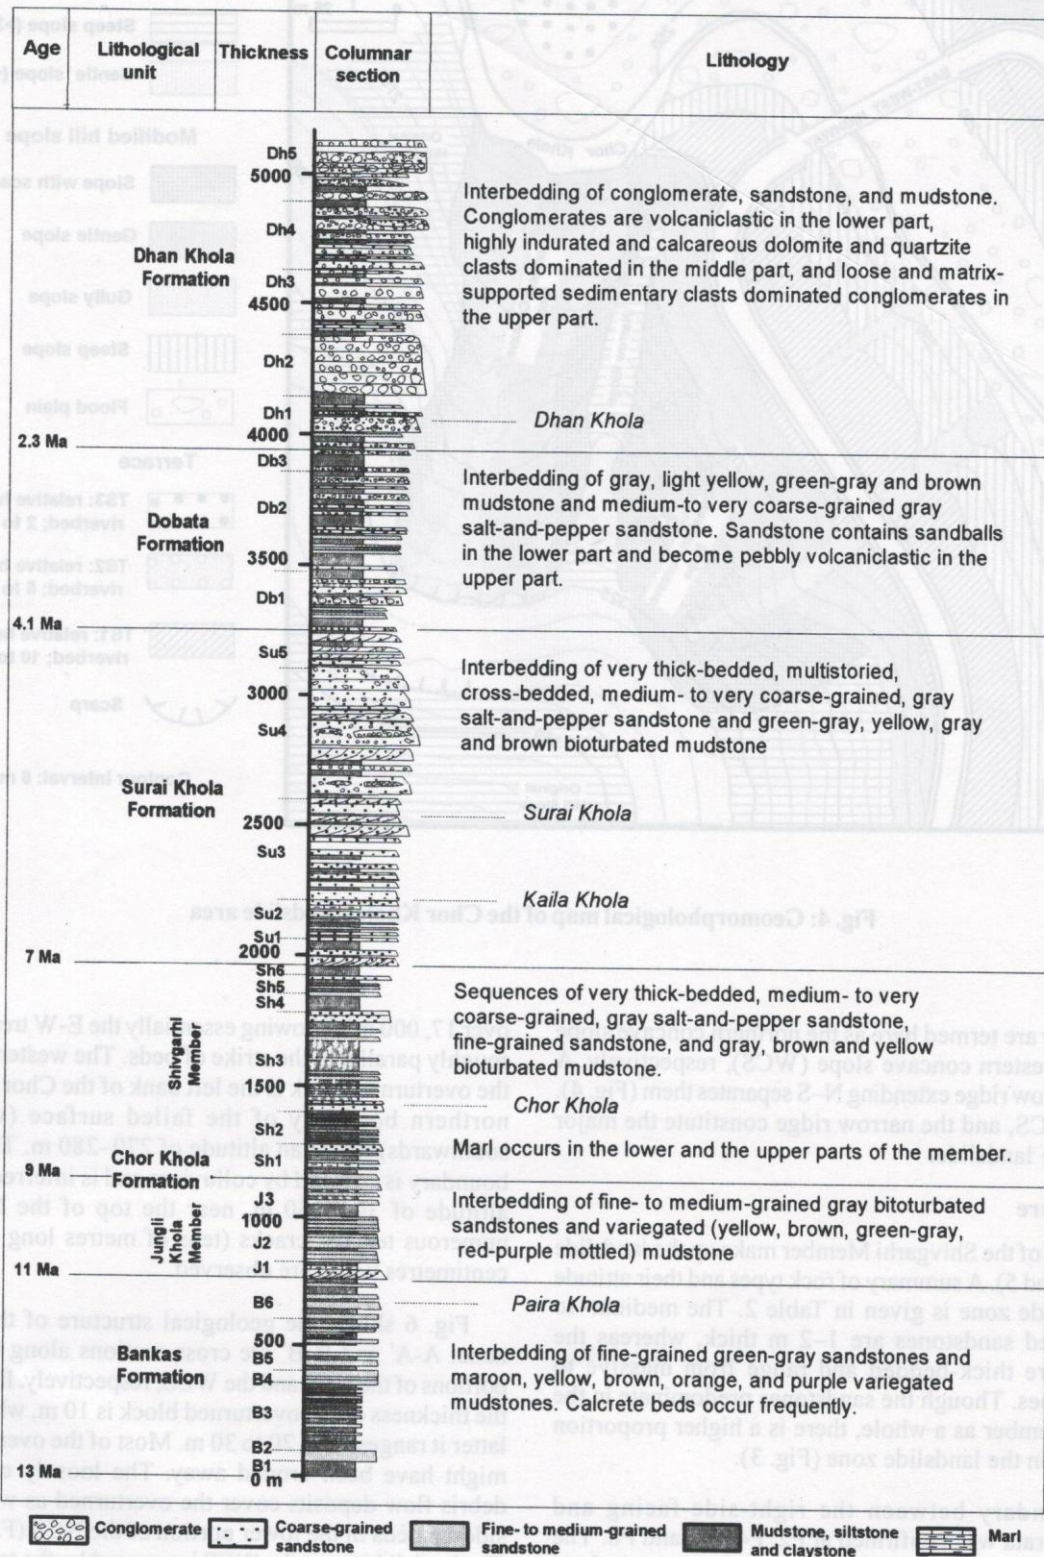 Age
Lithological unit
Thickness
Columnar section
Lithology
Dh5
5000
Dh4
Dhan Khola
Formation
Dh3
4500
Dh2
Dh1
4000
Interbedding of conglomerate, sandstone, and mudstone.
Conglomerates are volcaniclastic in the lower part,
highly indurated and calcareous dolomite and quartzite
clasts dominated in the middle part, and loose and matrix-
supported sedimentary clasts dominated conglomerates in
the upper part.
Dhan Khola
2.3 Ma
Db3
Db2
Dobata
Formation
3500
Db1
Interbedding of gray, light yellow, green-gray and brown
mudstone and medium-to very coarse-grained gray
salt-and-pepper sandstone. Sandstone contains sandballs
in the lower part and become pebbly volcaniclastic in the
upper part.
4.1 Ma
Su5
3000
Su4
Surai Khola
Formation
2500
Su3
Su2
Su1
2000
Interbedding of very thick-bedded, multistoried,
cross-bedded, medium- to very coarse-grained, gray
salt-and-pepper sandstone and green-gray, yellow, gray
and brown bioturbated mudstone
Surai Khola
Kaila Khola
7 Ma
Sh6
Sh5
Sh4
Shivgarhi
Member
Sh3
1500
Sh2
Sh1
Sequences of very thick-bedded, medium- to very
coarse-grained, gray salt-and-pepper sandstone,
fine-grained sandstone, and gray, brown, and yellow
bioturbated mudstone.
Chor Khola
Marl occurs in the lower and the upper parts of the member.
9 Ma
Chor Khola
Formation
J3
1000
Jungli
Khola
Member
J2
J1
Interbedding of fine- to medium-grained gray bitoturbated
sandstones and variegated (yellow, brown, green-gray,
red-purple mottled) mudstone
11 Ma
B6
Paira Khola
500
Bankas
Formation
B5
B4
B3
B2
B1
0 m
Interbedding of fine-grained green-gray sandstones and
maroon, yellow, brown, orange, and purple variegated
mudstones. Calcrete beds occur frequently.
13 Ma
Conglomerate
Coarse-grained
sandstone
Fine- to medium-grained
sandstone
Mudstone, siltstone
and claystone
Marl